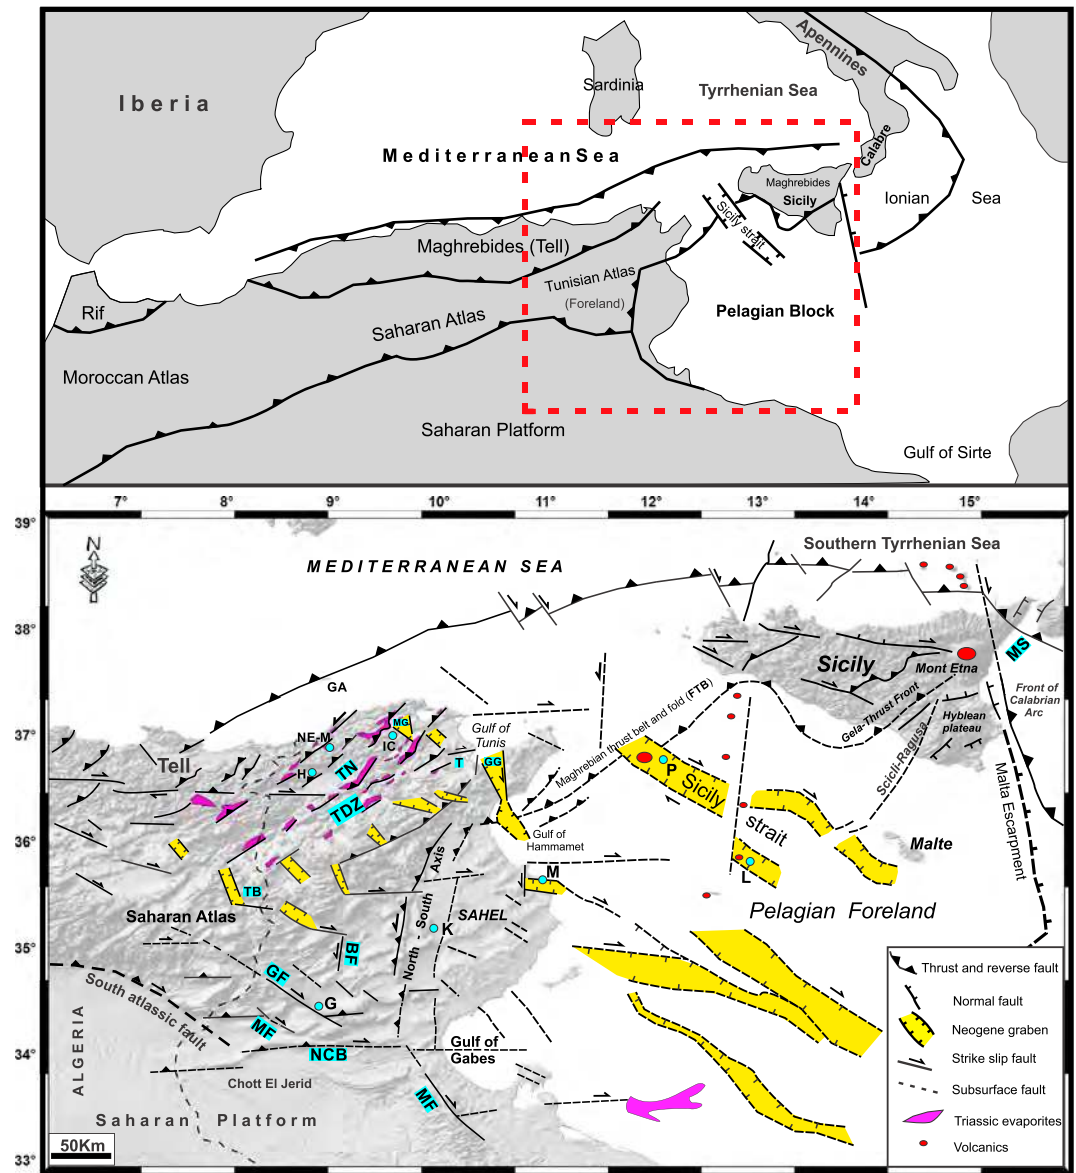 Apennines
Iberia
Sardinia
Tyrrhenian Sea
Calabre
Mediterranean Sea
Maghrebides
Sicily
Ionian Sea
Sicily strait
Maghrebides (Tell)
Tunisian Atlas
(Foreland)
Rif
Pelagian Block
Saharan Atlas
Moroccan Atlas
Saharan Platform
Gulf of Sirte
7° 8° 9° 10° 11° 12° 13° 14° 15°
39°
38°
37°
36°
35°
34°
33°
N
MEDITERRANEAN SEA
Southern Tyrrhenian Sea
MS
Sicily
Mont Etna
GA
Front of
Calabrian
Arc
Gela-Thrust Front
Hyblean
plateau
Maghrebian thrust belt and fold (FTB)
MG
NE-M
IC
Gulf of
Tunis
Tell
H
TN
T
GG
P
Sicily
strait
Scicli-Ragusa
Malta Escarpment
TDZ
Gulf of
Hammamet
Malte
L
M
TB
North South Axis
Saharan Atlas
SAHEL
K
Pelagian Foreland
BF
GF
G
South atlassic fault
MF
NCB
Gulf of
Gabes
Chott El Jerid
MF
ALGERIA
Saharan Platform
50Km
Thrust and reverse fault
Normal fault
Neogene graben
Strike slip fault
Subsurface fault
Triassic evaporites
Volcanics